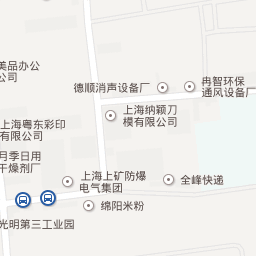 美品办公
公司
德顺消声设备厂
冉智环保
通风设备厂
上海纳颖刀
模有限公司
上海粤东彩印
有限公司
月季日用
干燥剂厂
上海上矿防爆
电气集团
全峰快递
绵阳米粉
光明第三工业园